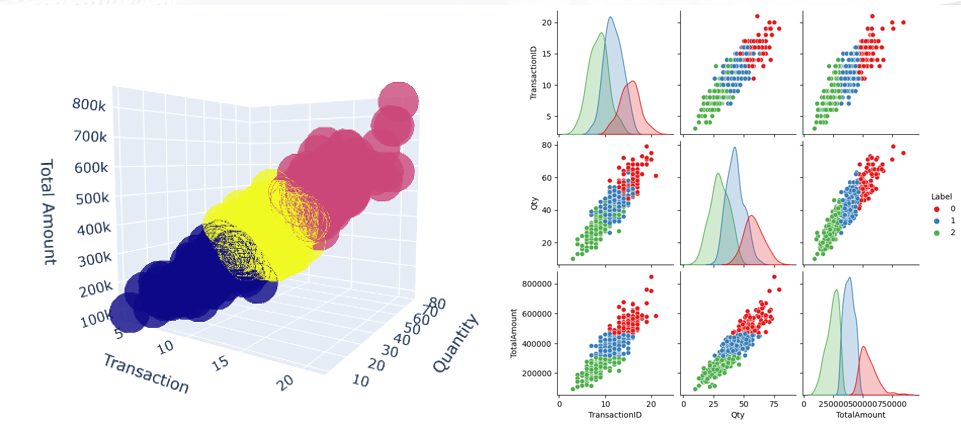 800k
700k
600k
500k
400k
300k
200k
100k
Total Amount
5
10
15
20
Transaction
10
20
30
40
50
60
80
Quantity
20
15
10
5
TransactionID
80
60
40
20
Qty
800000
600000
400000
200000
TotalAmount
0 10 20
TransactionID
0 25 50 75
Qty
0 250000500000750000
TotalAmount
Label
0
1
2